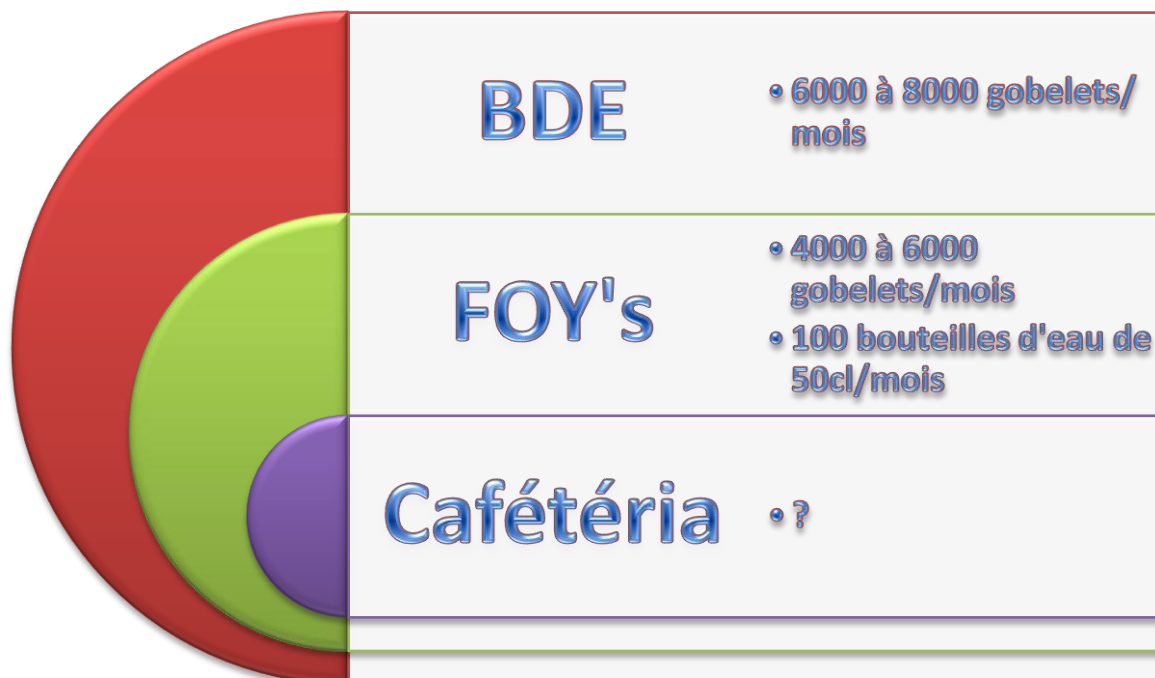 BDE
• 6000 à 8000 gobelets/
mois
FOY's
• 4000 à 6000
gobelets/mois
• 100 bouteilles d'eau de
50cl/mois
Cafétéria
• ?